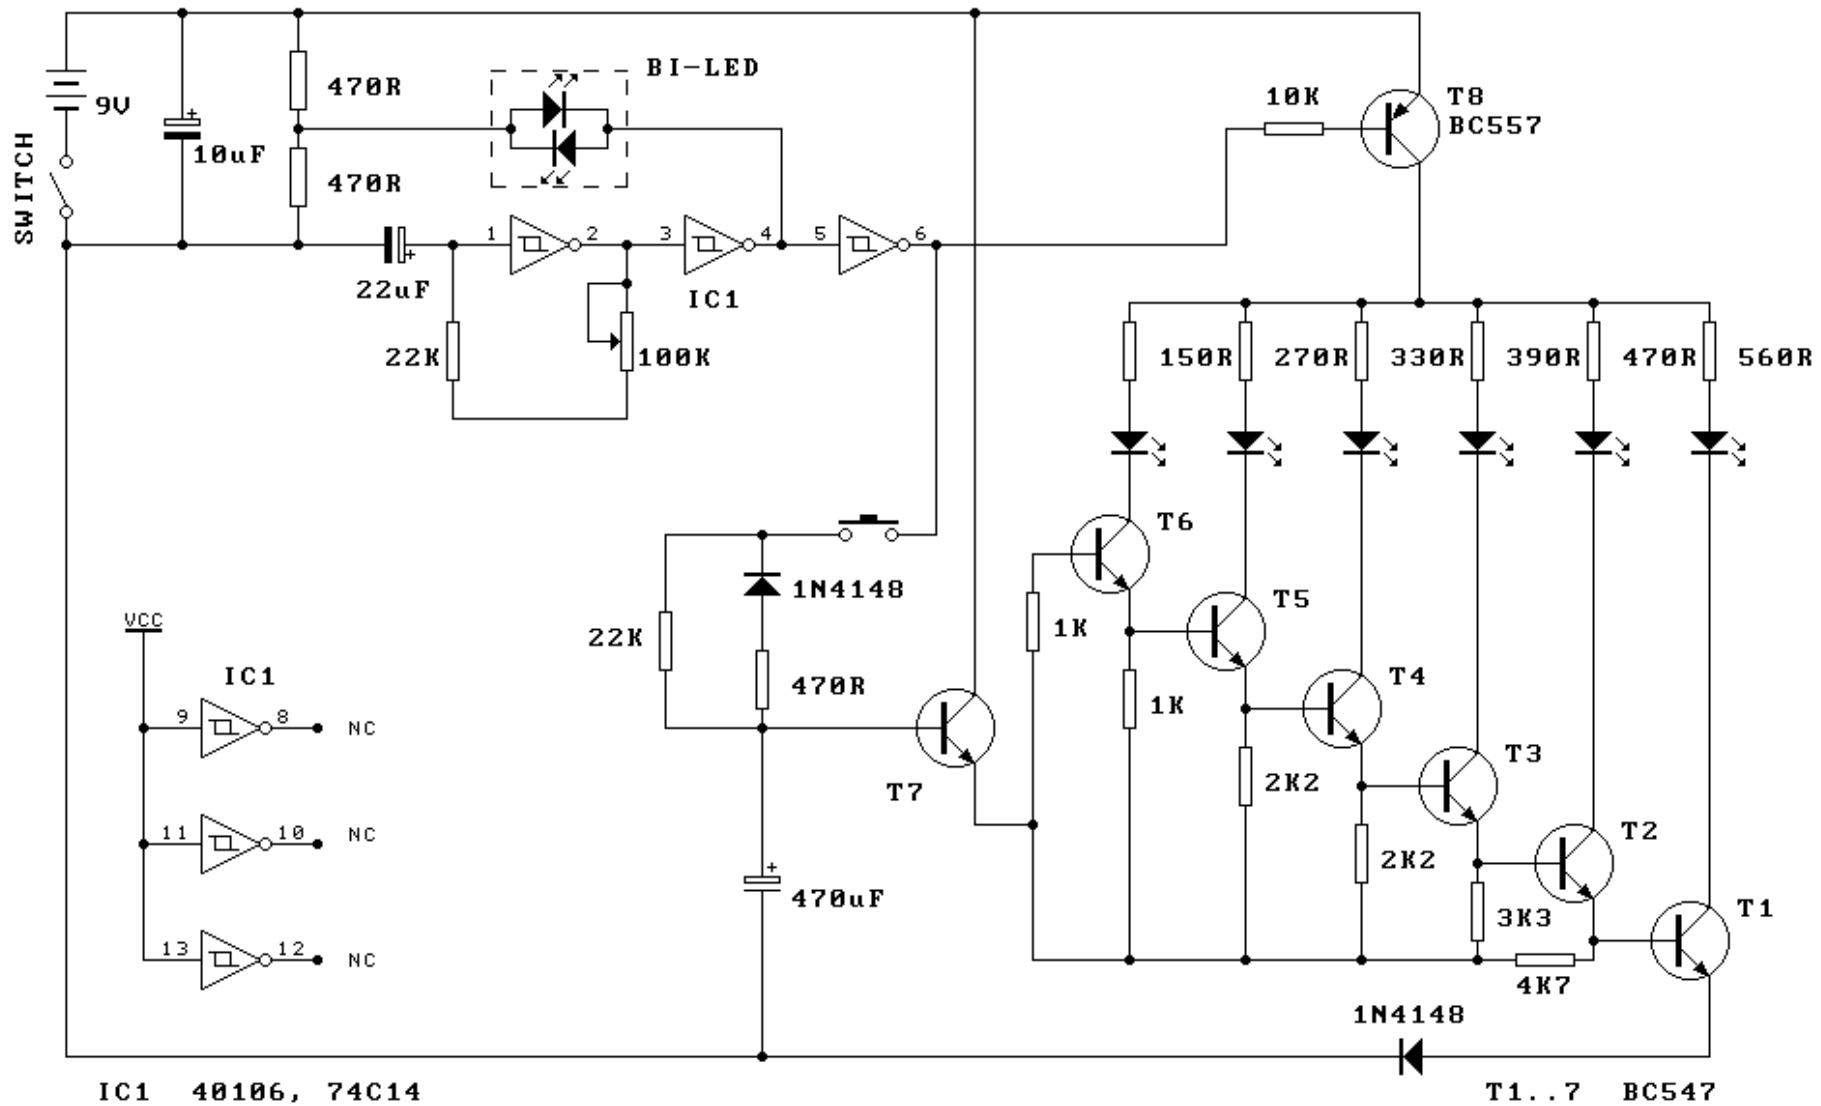 BI-LED
470R
9V
10uF
10K
T8
BC557
SWITCH
470R
1
2
3
4
5
6
+
+
22uF
IC1
22K
100K
150R
270R
330R
390R
470R
560R
T6
1N4148
T5
22K
1K
VCC
IC1
470R
T4
1K
9
8
NC
T3
2K2
T7
11
10
NC
T2
2K2
+
470uF
T1
3K3
13
12
NC
4K7
1N4148
IC1 40106, 74C14
T1..7 BC547